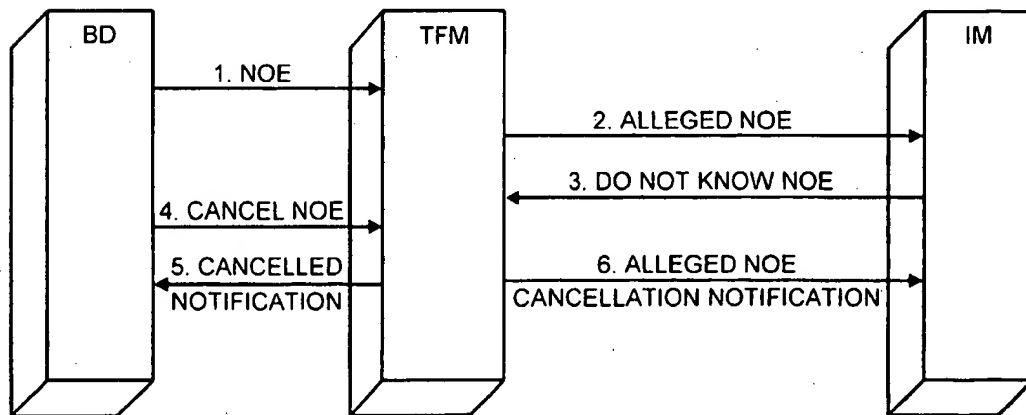 BD
TFM
IM
1. NOE
2. ALLEGED NOE
3. DO NOT KNOW NOE
4. CANCEL NOE
5. CANCELLED
NOTIFICATION
6. ALLEGED NOE
CANCELLATION NOTIFICATION